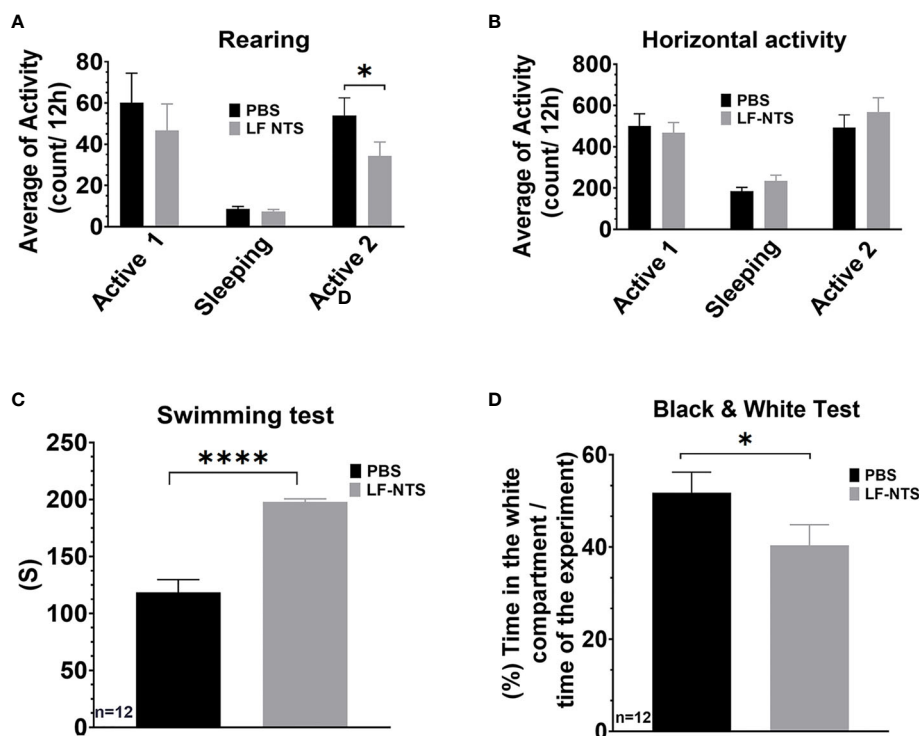 A
Rearing
Average of Activity
(count/ 12h)
80
60
40
20
0
*
PBS
LF NTS
Active 1
Sleeping
Active 2
D
B
Horizontal activity
Average of Activity
(count/ 12h)
800
600
400
200
0
PBS
LF-NTS
Active 1
Sleeping
Active 2
C
Swimming test
(S)
250
200
150
100
50
0
****
PBS
LF-NTS
n=12
D
Black & White Test
(%) Time in the white
compartment /
time of the experiment)
60
40
20
0
*
PBS
LF-NTS
n=12